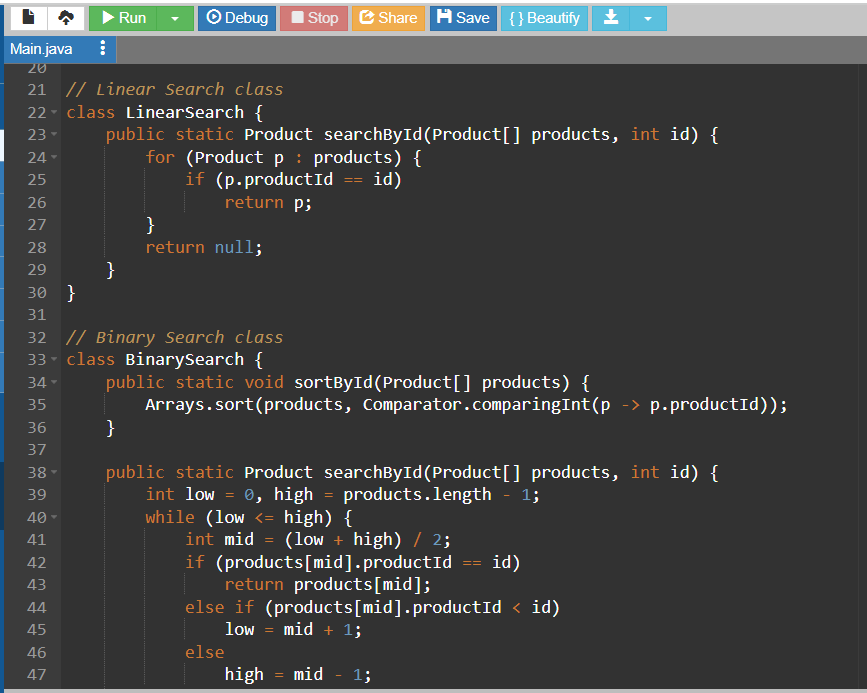 Run Debug Stop Share Save { } Beautify
Main.java
20
21 // Linear Search class
22 class LinearSearch {
23 public static Product searchById(Product[] products, int id) {
24 for (Product p : products) {
25 if (p.productId == id)
26 return p;
27 }
28 return null;
29 }
30 }
31
32 // Binary Search class
33 class BinarySearch {
34 public static void sortById(Product[] products) {
35 Arrays.sort(products, Comparator.comparingInt(p -> p.productId));
36 }
37
38 public static Product searchById(Product[] products, int id) {
39 int low = 0, high = products.length - 1;
40 while (low <= high) {
41 int mid = (low + high) / 2;
42 if (products[mid].productId == id)
43 return products[mid];
44 else if (products[mid].productId < id)
45 low = mid + 1;
46 else
47 high = mid - 1;